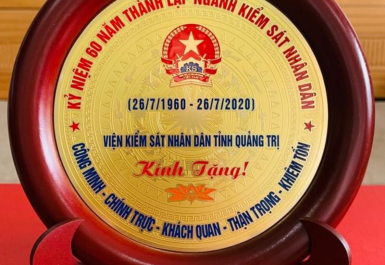 KỶ NIỆM 60 NĂM THÀNH LẬP NGÀNH KIỂM SÁT NHÂN DÂN
KS
(26/7/1960 - 26/7/2020)
VIỆN KIỂM SÁT NHÂN DÂN TỈNH QUẢNG TRỊ
Kính Tặng!
CÔNG MINH - CHÍNH TRỰC - KHÁCH QUAN - THẬN TRỌNG - KHIÊM TỐN